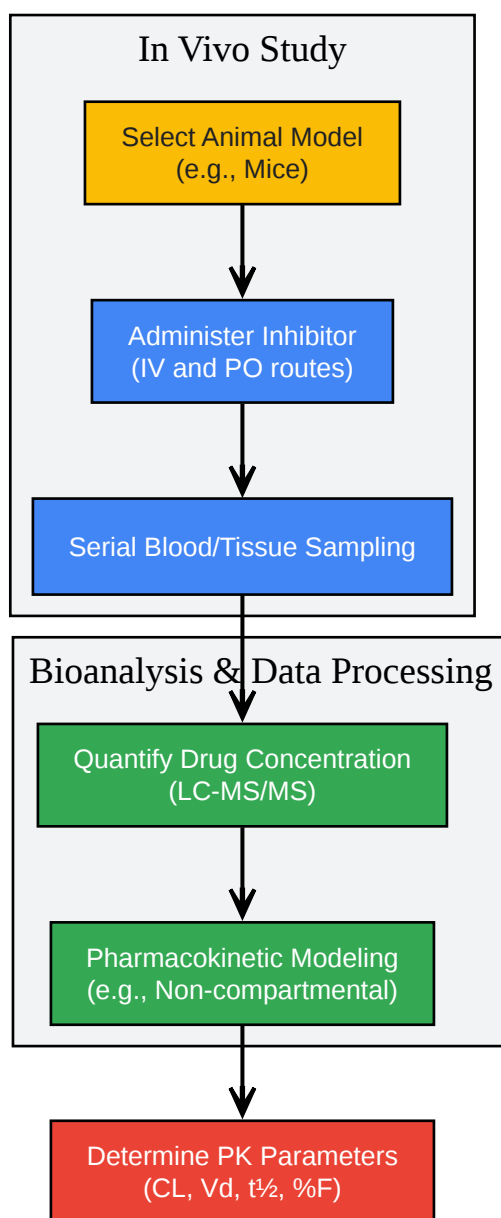 In Vivo Study
Select Animal Model
(e.g., Mice)
Administer Inhibitor
(IV and PO routes)
Serial Blood/Tissue Sampling
Bioanalysis & Data Processing
Quantify Drug Concentration
(LC-MS/MS)
Pharmacokinetic Modeling
(e.g., Non-compartmental)
Determine PK Parameters
(CL, Vd, t½, %F)